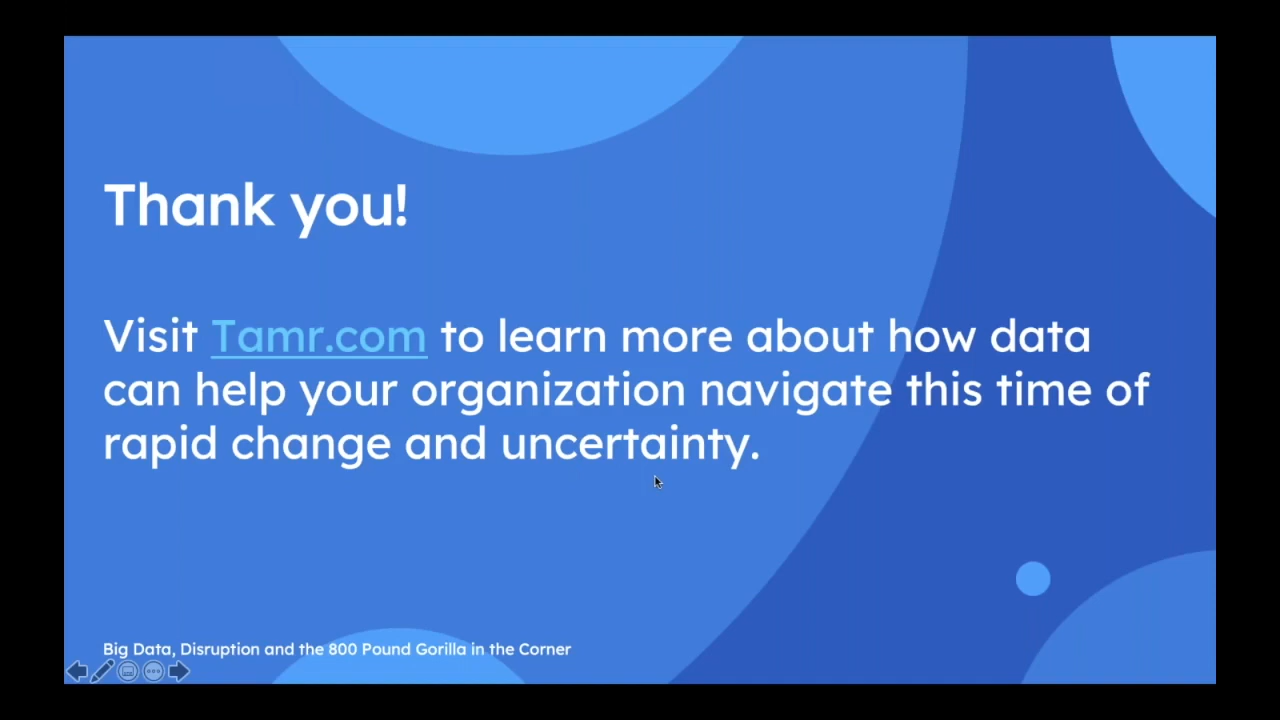 Thank you!
Visit Tamr.com to learn more about how data
can help your organization navigate this time of
rapid change and uncertainty.
Big Data, Disruption and the 800 Pound Gorilla in the Corner